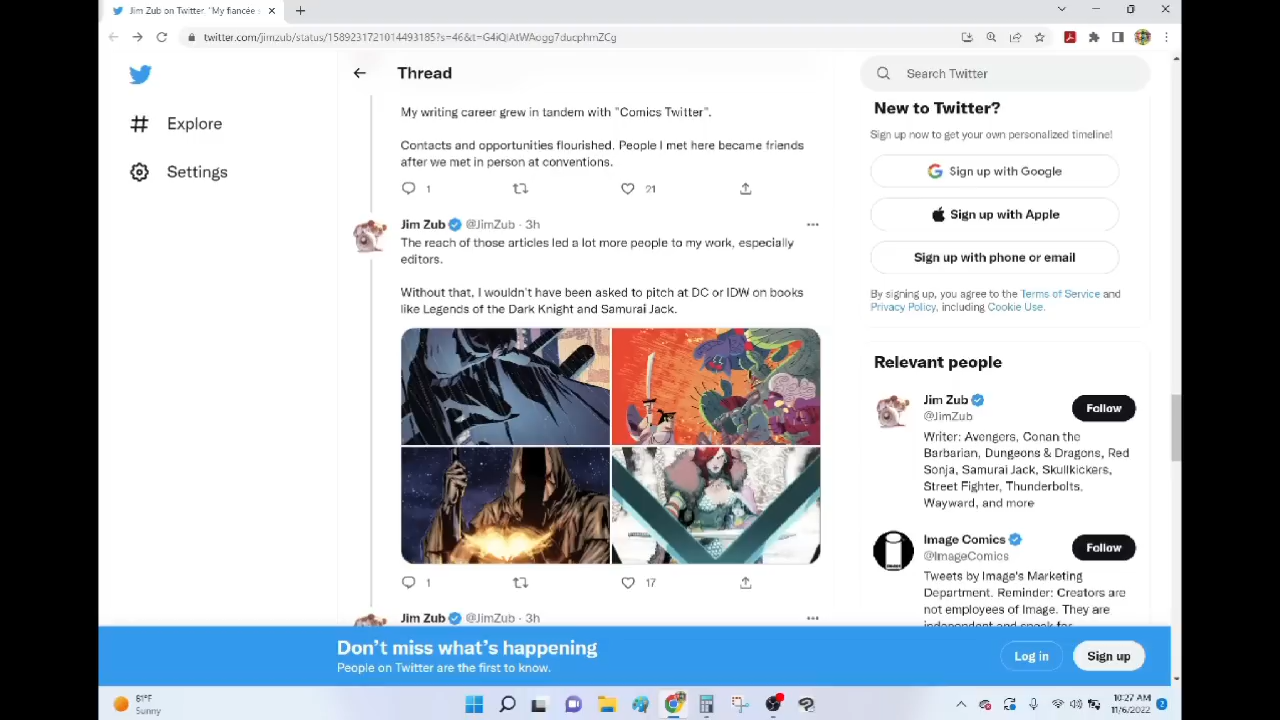 Jim Zub on Twitter: "My fiancée
twitter.com/jimzub/status/1589231721014493185?s=46&t=G4iQiAtWAogg7ducphmZCg
Explore
Settings
Thread
My writing career grew in tandem with "Comics Twitter".
Contacts and opportunities flourished. People I met here became friends
after we met in person at conventions.
1
21
Jim Zub @JimZub · 3h
The reach of those articles led a lot more people to my work, especially
editors.
Without that, I wouldn't have been asked to pitch at DC or IDW on books
like Legends of the Dark Knight and Samurai Jack.
1
17
Jim Zub @JimZub · 3h
Search Twitter
New to Twitter?
Sign up now to get your own personalized timeline!
Sign up with Google
Sign up with Apple
Sign up with phone or email
By signing up, you agree to the Terms of Service and
Privacy Policy, including Cookie Use.
Relevant people
Jim Zub
@JimZub
Follow
Writer: Avengers, Conan the
Barbarian, Dungeons & Dragons, Red
Sonja, Samurai Jack, Skullkickers,
Street Fighter, Thunderbolts,
Wayward, and more
Image Comics
@ImageComics
Follow
Tweets by Image's Marketing
Department. Reminder: Creators are
not employees of Image. They are
independent and speak for
Don't miss what's happening
People on Twitter are the first to know.
Log in
Sign up
81°F
Sunny
10:27 AM
11/6/2022
2